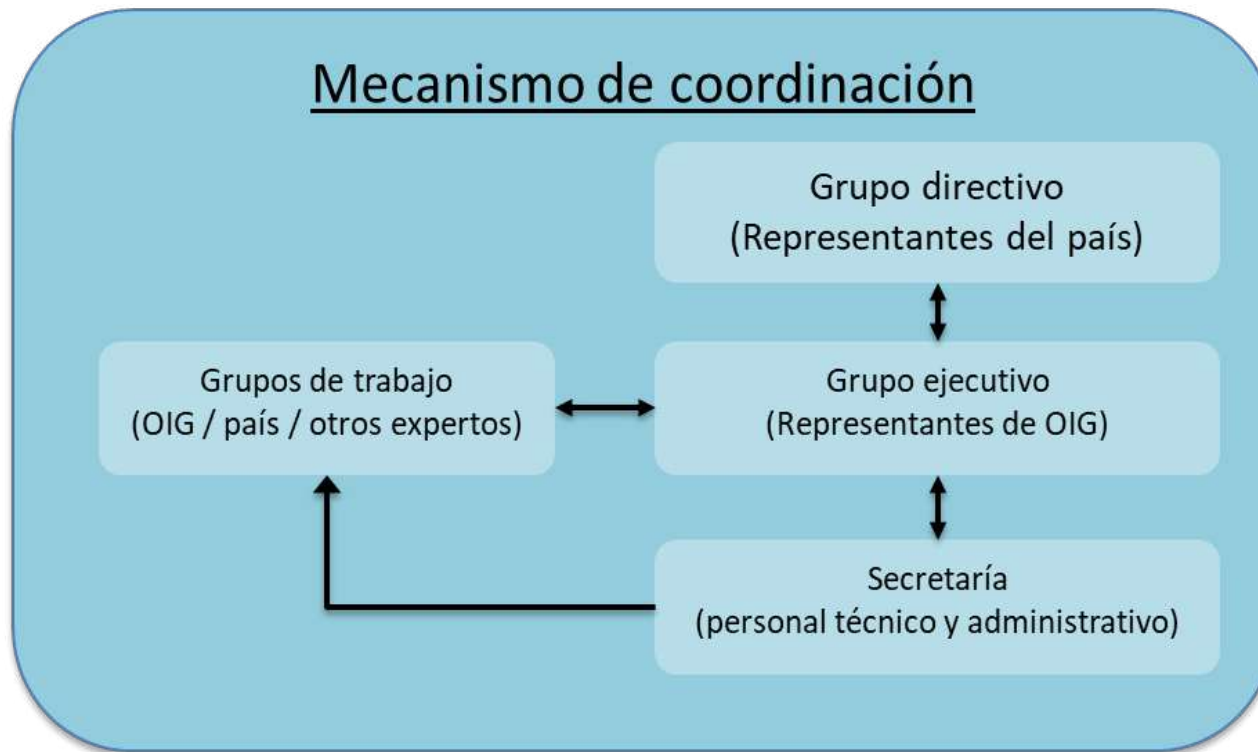 Mecanismo de coordinación
Grupo directivo
(Representantes del país)
Grupos de trabajo
(OIG / país / otros expertos)
Grupo ejecutivo
(Representantes de OIG)
Secretaría
(personal técnico y administrativo)